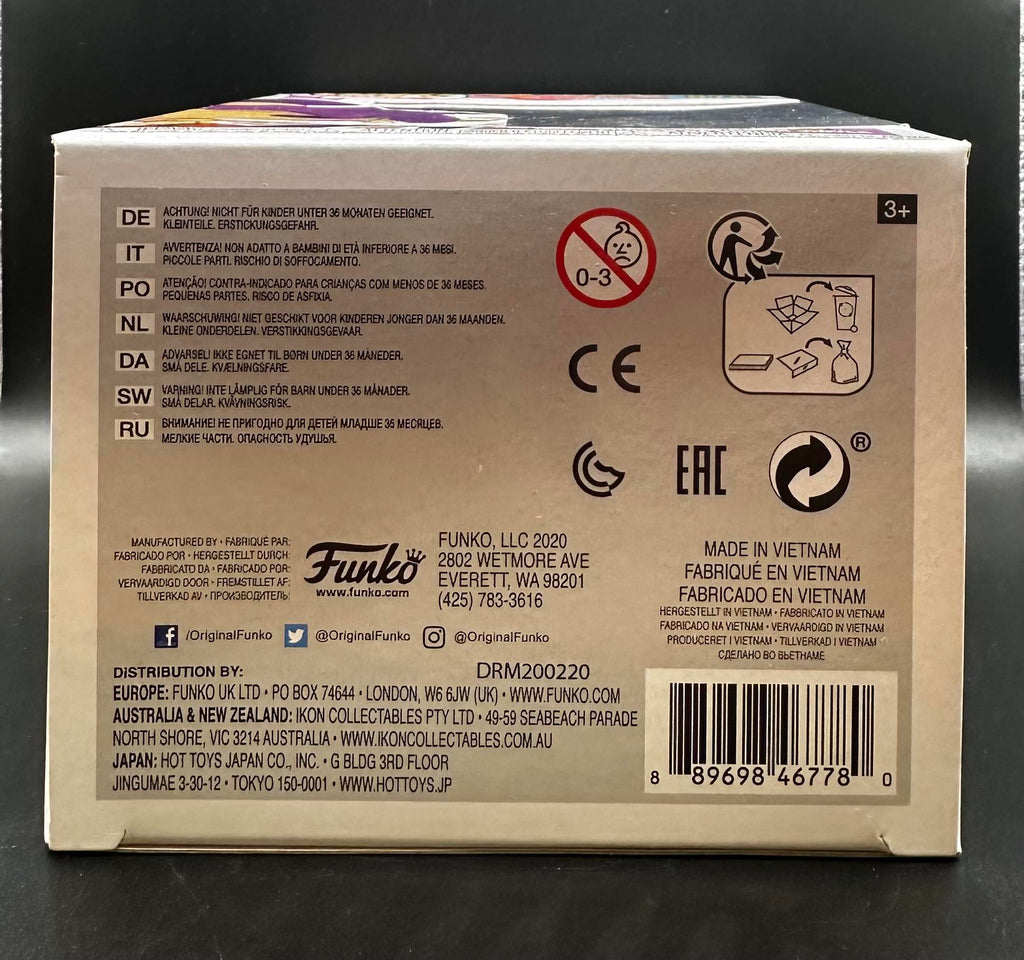 DE ACHTUNG! NICHT FÜR KINDER UNTER 36 MONATEN GEEIGNET.
KLEINTEILE. ERSTICKUNGSGEFAHR.
IT AVVERTENZA! NON ADATTO A BAMBINI DI ETÀ INFERIORE A 36 MESI.
PICCOLE PARTI. RISCHIO DI SOFFOCAMENTO.
PO ATENÇÃO! CONTRA-INDICADO PARA CRIANÇAS COM MENOS DE 36 MESES.
PEQUENAS PARTES. RISCO DE ASFIXIA.
NL WAARSCHUWING! NIET GESCHIKT VOOR KINDEREN JONGER DAN 36 MAANDEN.
KLEINE ONDERDELEN. VERSTIKKINGSGEVAAR.
DA ADVARSEL! IKKE EGNET TIL BØRN UNDER 36 MÅNEDER.
SMÅ DELE. KVÆLNINGSFARE.
SW VARNING! INTE LÄMPLIG FÖR BARN UNDER 36 MÅNADER.
SMÅ DELAR. KVÄVNINGSRISK.
RU ВНИМАНИЕ! НЕ ПРИГОДНО ДЛЯ ДЕТЕЙ МЛАДШЕ 36 МЕСЯЦЕВ.
МЕЛКИЕ ЧАСТИ. ОПАСНОСТЬ УДУШЬЯ.
0-3
3+
CE
EAC
®
MANUFACTURED BY • FABRIQUÉ PAR:
FABRICADO POR • HERGESTELLT DURCH:
FABBRICATO DA • FABRICADO POR:
VERVAARDIGD DOOR • FREMSTILLET AF:
TILLVERKAD AV • ПРОИЗВОДИТЕЛЬ:
Funko
www.funko.com
FUNKO, LLC 2020
2802 WETMORE AVE
EVERETT, WA 98201
(425) 783-3616
MADE IN VIETNAM
FABRIQUÉ EN VIETNAM
FABRICADO EN VIETNAM
HERGESTELLT IN VIETNAM • FABBRICATO IN VIETNAM
FABRICADO NA VIETNAM • VERVAARDIGD IN VIETNAM
PRODUCERET I VIETNAM • TILLVERKAD I VIETNAM
СДЕЛАНО ВО ВЬЕТНАМЕ
/OriginalFunko @OriginalFunko @OriginalFunko
DISTRIBUTION BY: DRM200220
EUROPE: FUNKO UK LTD • PO BOX 74644 • LONDON, W6 6JW (UK) • WWW.FUNKO.COM
AUSTRALIA & NEW ZEALAND: IKON COLLECTABLES PTY LTD • 49-59 SEABEACH PARADE
NORTH SHORE, VIC 3214 AUSTRALIA • WWW.IKONCOLLECTABLES.COM.AU
JAPAN: HOT TOYS JAPAN CO., INC. • G BLDG 3RD FLOOR
JINGUMAE 3-30-12 • TOKYO 150-0001 • WWW.HOTTOYS.JP
8 89698 46778 0